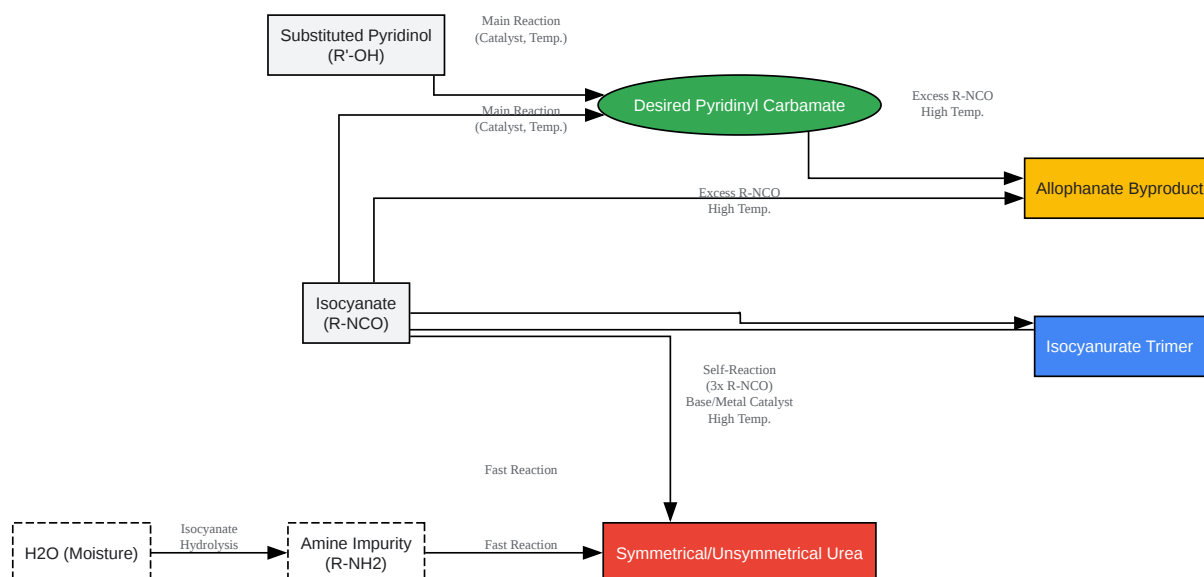 Substituted Pyridinol
(R'-OH)
Main Reaction
(Catalyst, Temp.)
Main Reaction
(Catalyst, Temp.)
Desired Pyridinyl Carbamate
Excess R-NCO
High Temp.
Allophanate Byproduct
Excess R-NCO
High Temp.
Isocyanate
(R-NCO)
Isocyanurate Trimer
Self-Reaction
(3x R-NCO)
Base/Metal Catalyst
High Temp.
Fast Reaction
H2O (Moisture)
Isocyanate
Hydrolysis
Amine Impurity
(R-NH2)
Fast Reaction
Symmetrical/Unsymmetrical Urea